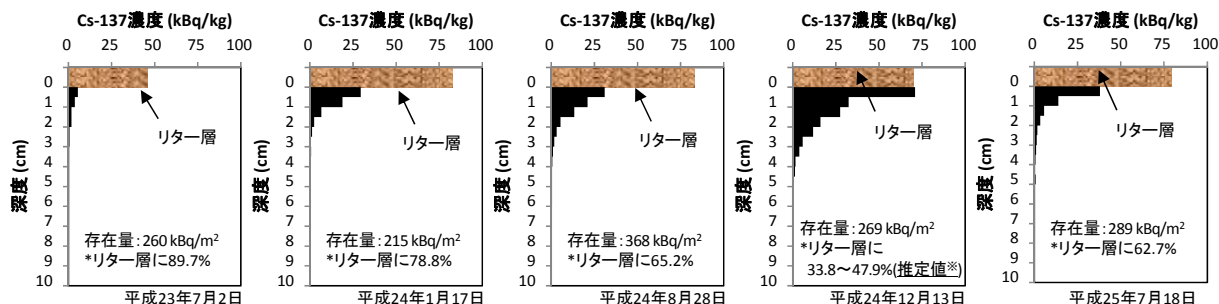 Cs-137濃度 (kBq/kg)
0 25 50 75 100
深度 (cm)
0
1
2
3
4
5
6
7
8
9
10
リター層
存在量:260 kBq/m²
*リター層に89.7%
平成23年7月2日
Cs-137濃度 (kBq/kg)
0 25 50 75 100
深度 (cm)
0
1
2
3
4
5
6
7
8
9
10
リター層
存在量:215 kBq/m²
*リター層に78.8%
平成24年1月17日
Cs-137濃度 (kBq/kg)
0 25 50 75 100
深度 (cm)
0
1
2
3
4
5
6
7
8
9
10
リター層
存在量:368 kBq/m²
*リター層に65.2%
平成24年8月28日
Cs-137濃度 (kBq/kg)
0 25 50 75 100
深度 (cm)
0
1
2
3
4
5
6
7
8
9
10
リター層
存在量:269 kBq/m²
*リター層に
33.8~47.9%(推定値※)
平成24年12月13日
Cs-137濃度 (kBq/kg)
0 25 50 75 100
深度 (cm)
0
1
2
3
4
5
6
7
8
9
10
リター層
存在量:289 kBq/m²
*リター層に62.7%
平成25年7月18日